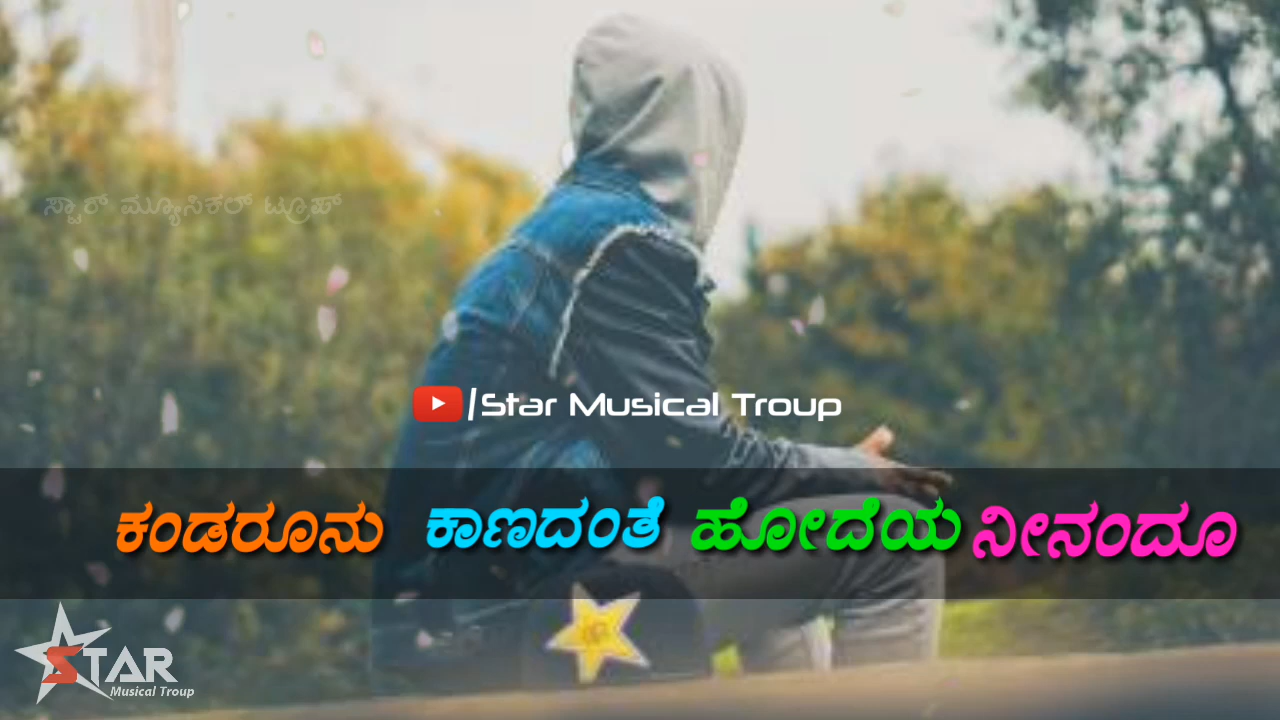 ಸ್ಟಾರ್ ಮ್ಯೂಸಿಕಲ್ ಟ್ರೂಪ್
/Star Musical Troup
ಕಂಡರೂನು ಕಾಣದಂತೆ ಹೋದೆಯ ನೀನಂದೂ
STAR
Musical Troup